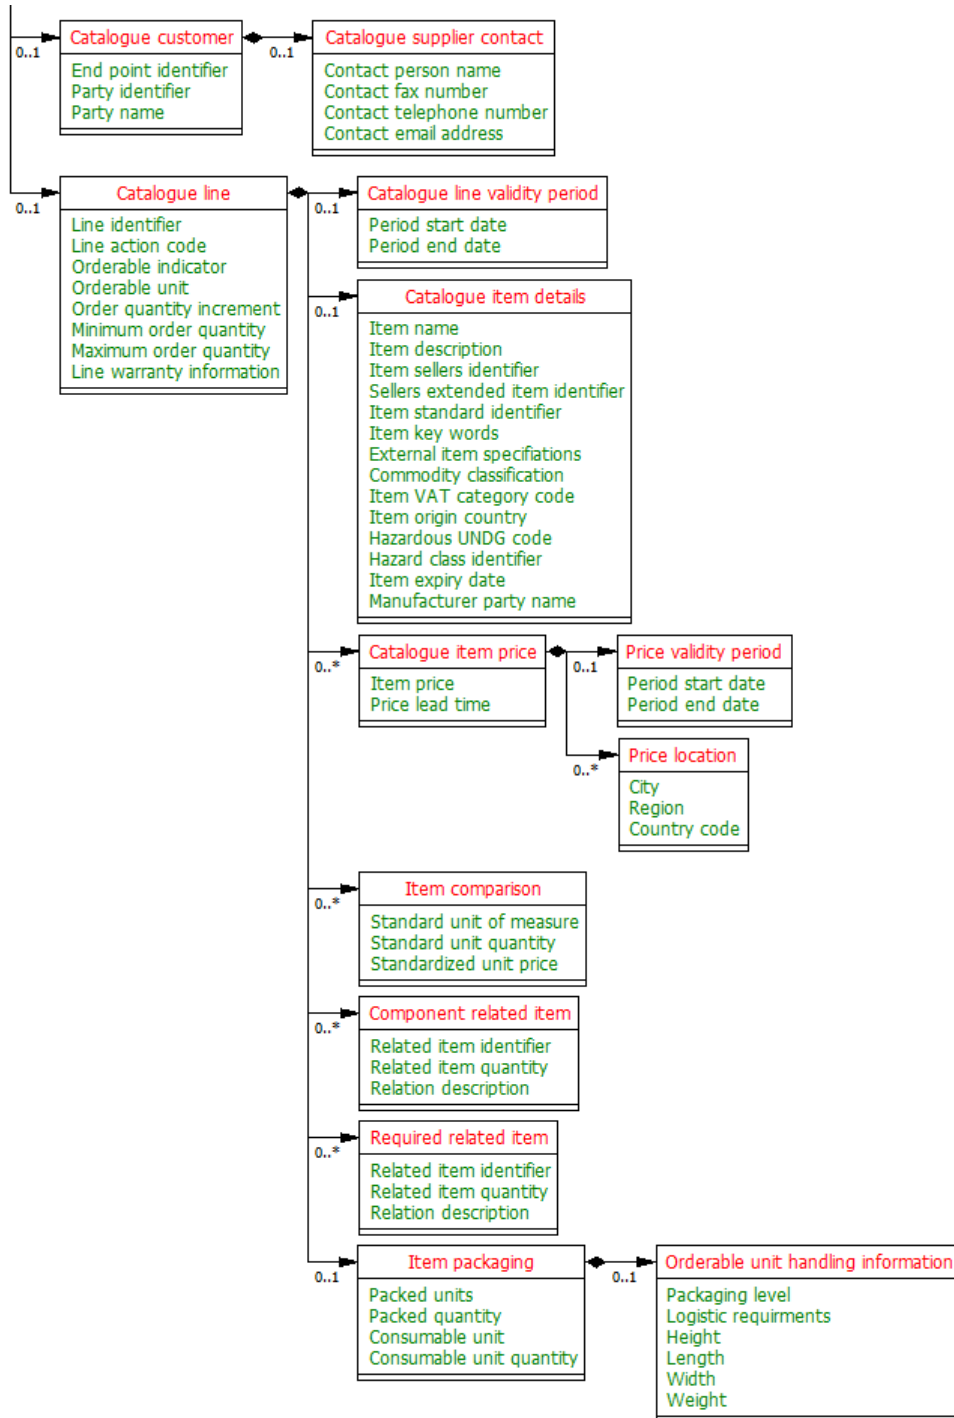 Catalogue customer
0..1
End point identifier
Party identifier
Party name
Catalogue supplier contact
0..1
Contact person name
Contact fax number
Contact telephone number
Contact email address
Catalogue line
0..1
Line identifier
Line action code
Orderable indicator
Orderable unit
Order quantity increment
Minimum order quantity
Maximum order quantity
Line warranty information
Catalogue line validity period
0..1
Period start date
Period end date
Catalogue item details
0..1
Item name
Item description
Item sellers identifier
Sellers extended item identifier
Item standard identifier
Item key words
External item specifiations
Commodity classification
Item VAT category code
Item origin country
Hazardous UNDG code
Hazard class identifier
Item expiry date
Manufacturer party name
Catalogue item price
0..*
Item price
Price lead time
Price validity period
0..1
Period start date
Period end date
Price location
0..*
City
Region
Country code
Item comparison
0..*
Standard unit of measure
Standard unit quantity
Standardized unit price
Component related item
0..*
Related item identifier
Related item quantity
Relation description
Required related item
0..*
Related item identifier
Related item quantity
Relation description
Item packaging
0..1
Packed units
Packed quantity
Consumable unit
Consumable unit quantity
Orderable unit handling information
0..1
Packaging level
Logistic requirments
Height
Length
Width
Weight